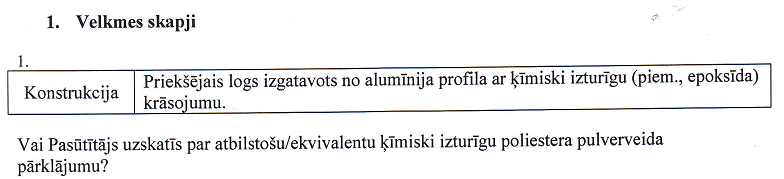 1. Velkmes skapji
1.
Konstrukcija
Priekšējais logs izgatavots no alumīnija profila ar ķīmiski izturīgu (piem., epoksīda)
krāsojumu.
Vai Pasūtītājs uzskatīs par atbilstošu/ekvivalentu ķīmiski izturīgu poliestera pulverveida
pārklājumu?